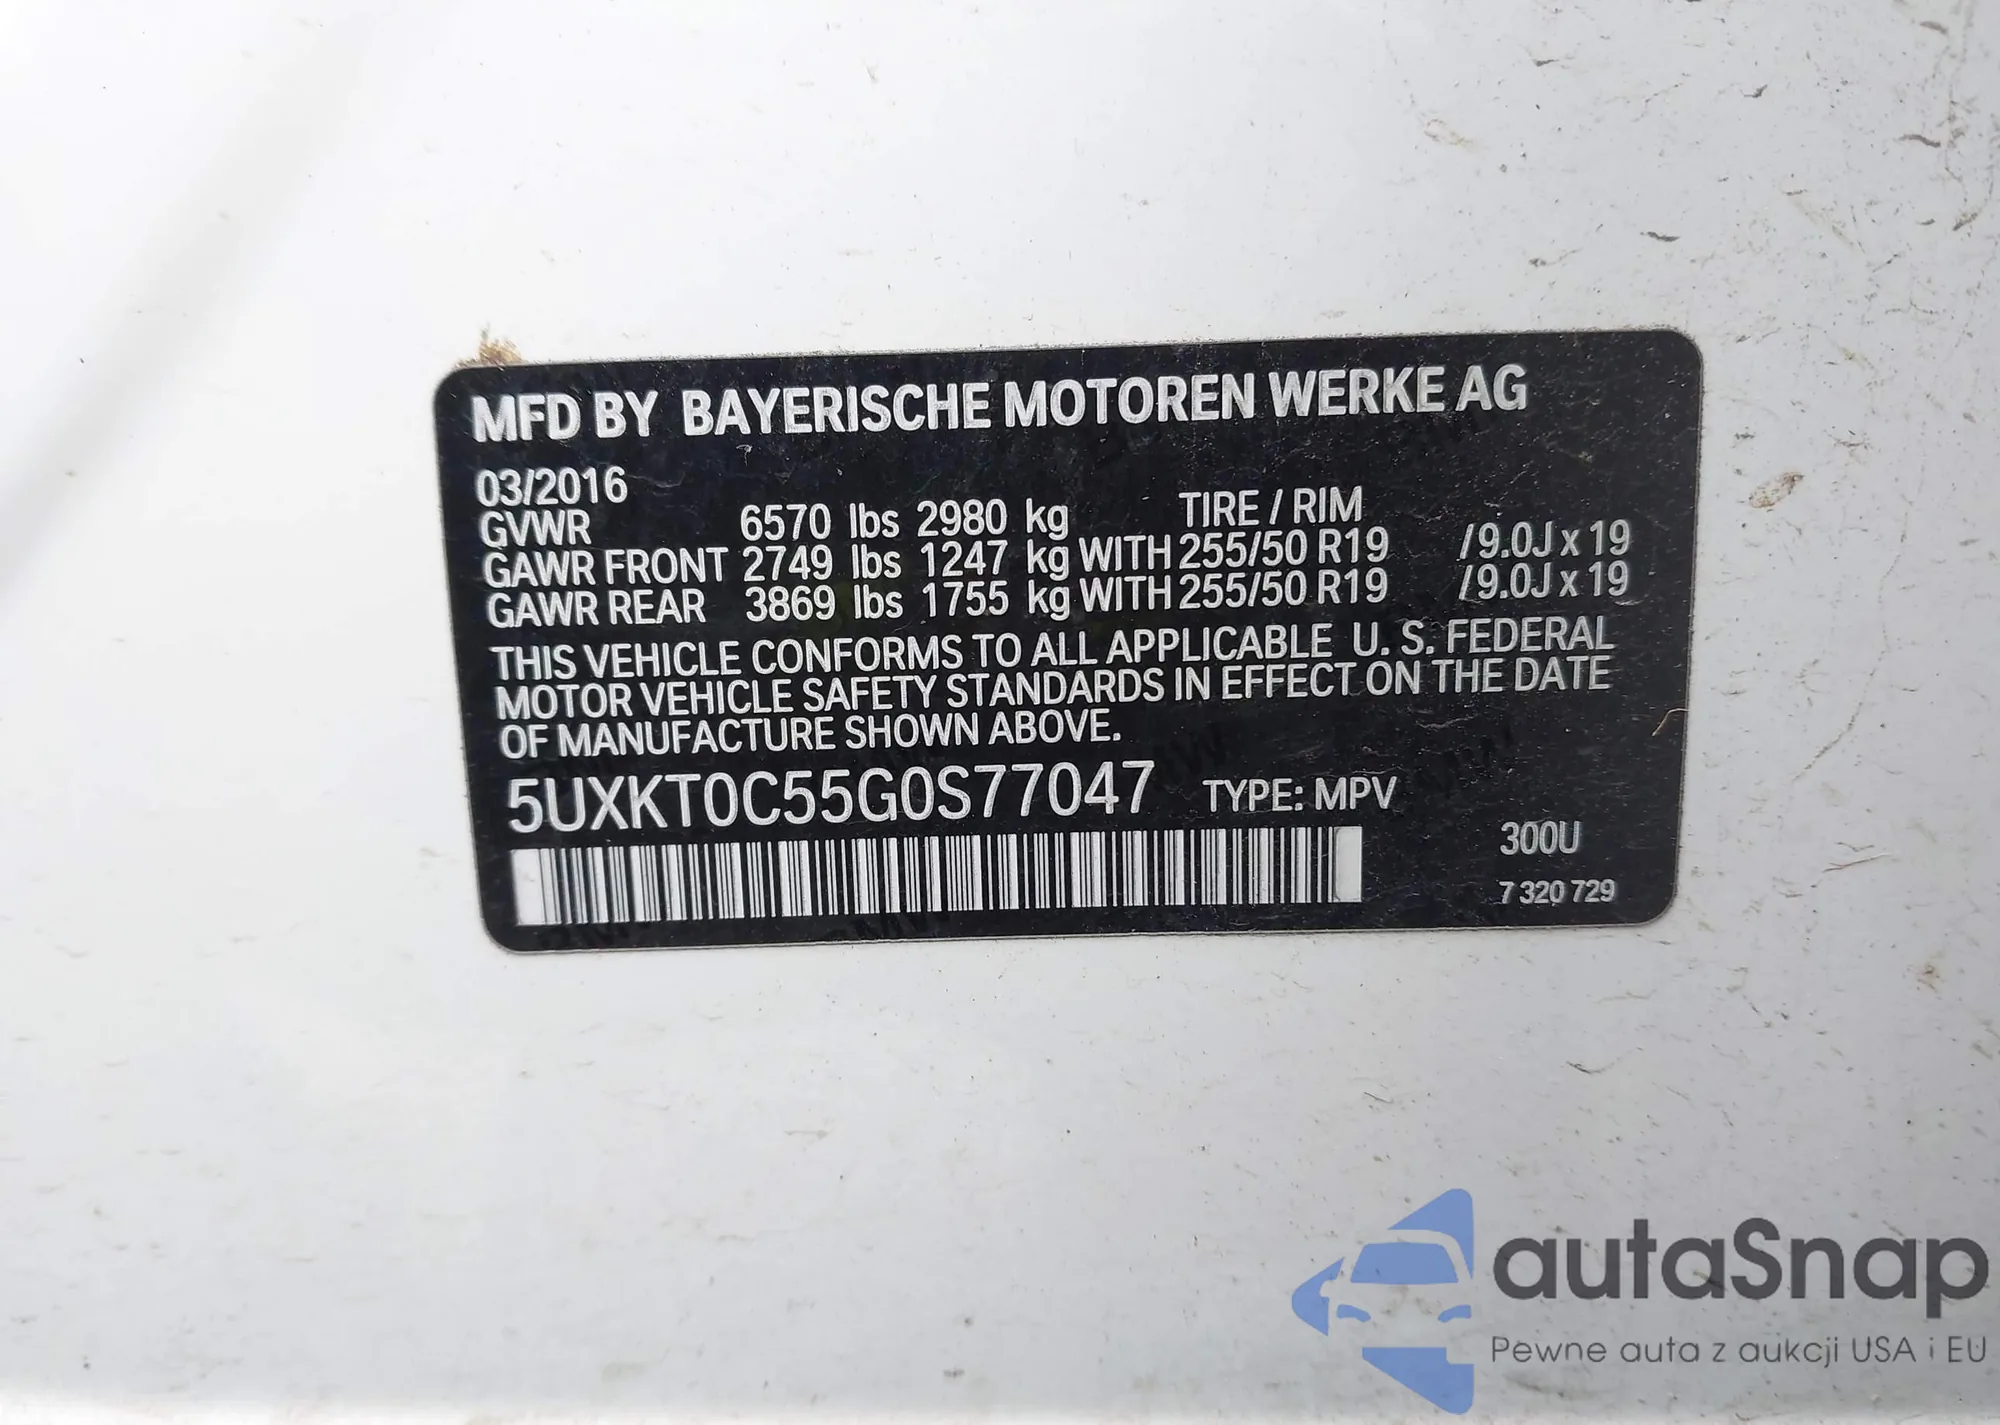 MFD BY BAYERISCHE MOTOREN WERKE AG
03/2016
GVWR 6570 lbs 2980 kg TIRE / RIM
GAWR FRONT 2749 lbs 1247 kg WITH 255/50 R19 /9.0J x 19
GAWR REAR 3869 lbs 1755 kg WITH 255/50 R19 /9.0J x 19
THIS VEHICLE CONFORMS TO ALL APPLICABLE U. S. FEDERAL
MOTOR VEHICLE SAFETY STANDARDS IN EFFECT ON THE DATE
OF MANUFACTURE SHOWN ABOVE.
5UXKT0C55G0S77047 TYPE: MPV
300U
7 320 729
autaSnap
Pewne auta z aukcji USA i EU